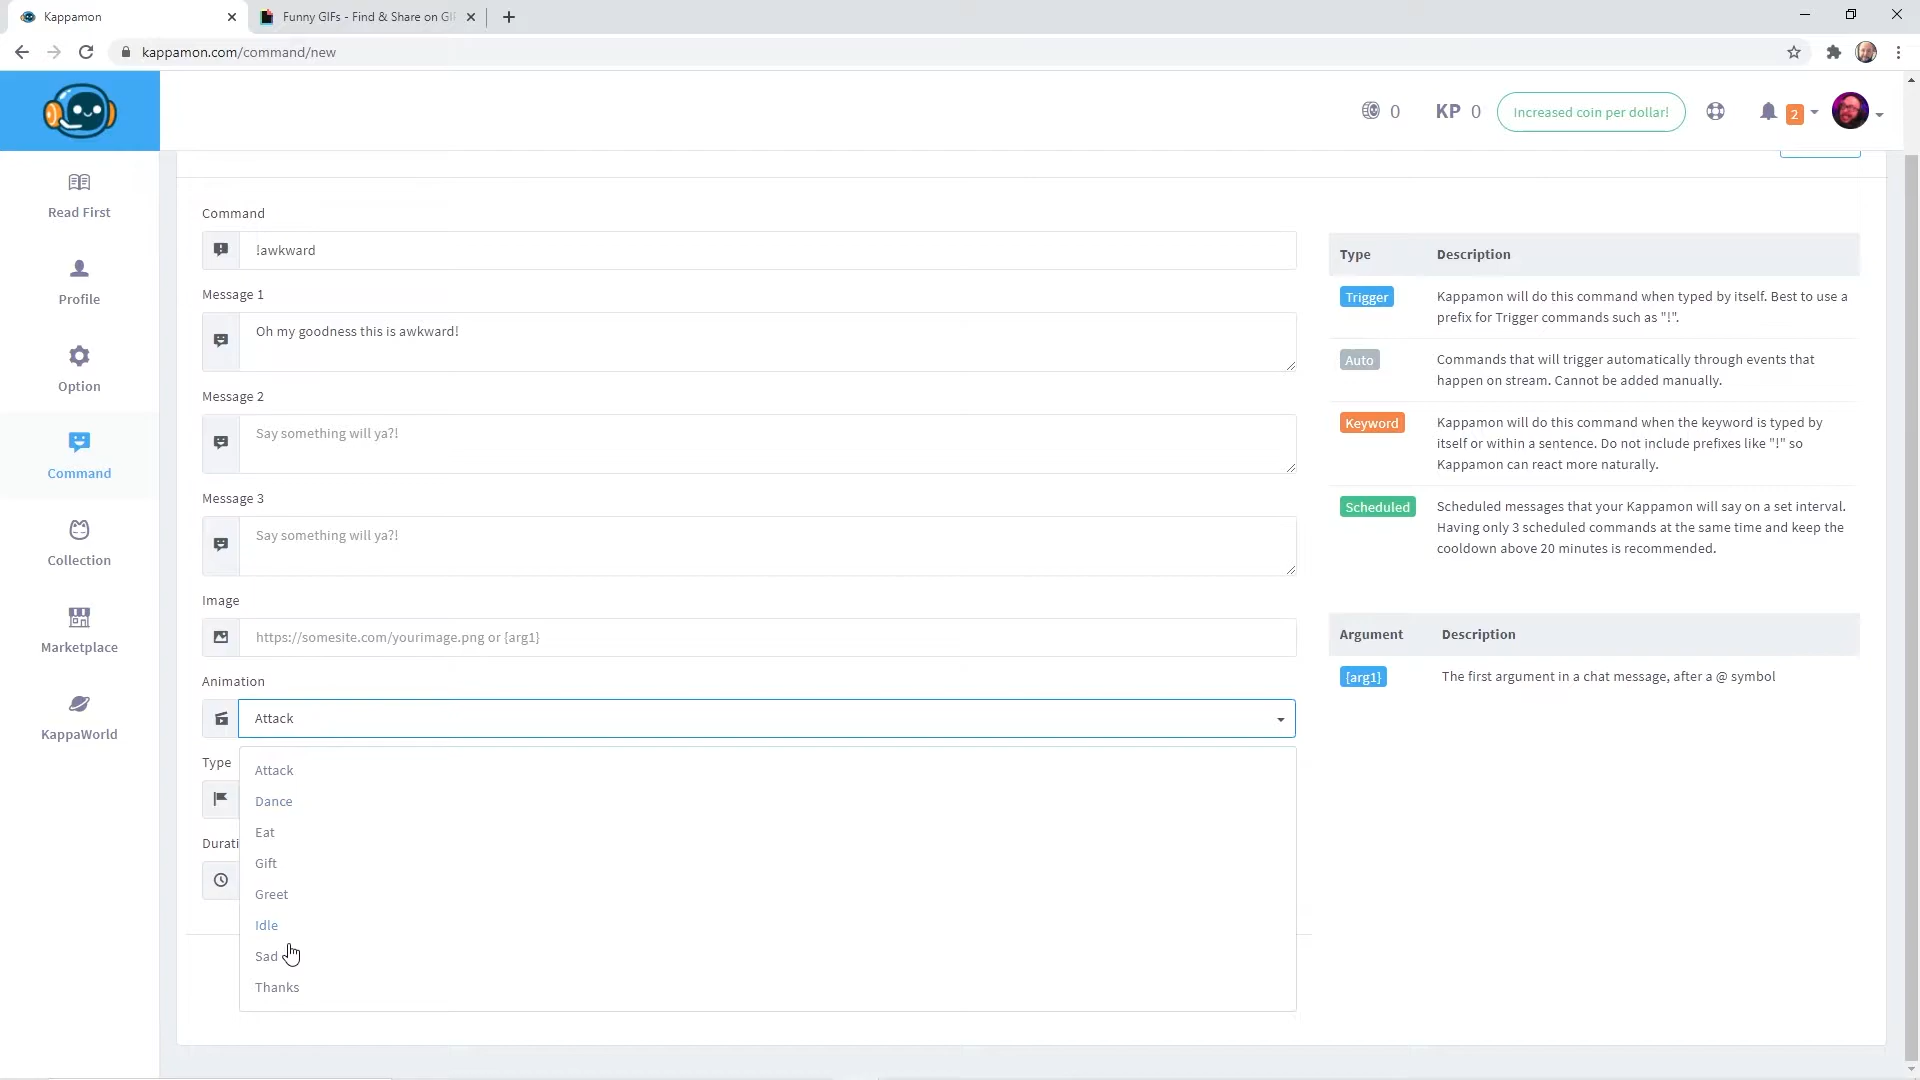 Kappamon
Funny GIFs - Find & Share on GI
kappamon.com/command/new
0
KP 0
Increased coin per dollar!
2
Read First
Profile
Option
Command
Collection
Marketplace
KappaWorld
Command
!awkward
Message 1
Oh my goodness this is awkward!
Message 2
Say something will ya?!
Message 3
Say something will ya?!
Image
https://somesite.com/yourimage.png or {arg1}
Animation
Attack
Type
Durati
Attack
Dance
Eat
Gift
Greet
Idle
Sad
Thanks
Type Description
Trigger Kappamon will do this command when typed by itself. Best to use a
prefix for Trigger commands such as "!".
Auto Commands that will trigger automatically through events that
happen on stream. Cannot be added manually.
Keyword Kappamon will do this command when the keyword is typed by
itself or within a sentence. Do not include prefixes like "!" so
Kappamon can react more naturally.
Scheduled Scheduled messages that your Kappamon will say on a set interval.
Having only 3 scheduled commands at the same time and keep the
cooldown above 20 minutes is recommended.
Argument Description
{arg1} The first argument in a chat message, after a @ symbol